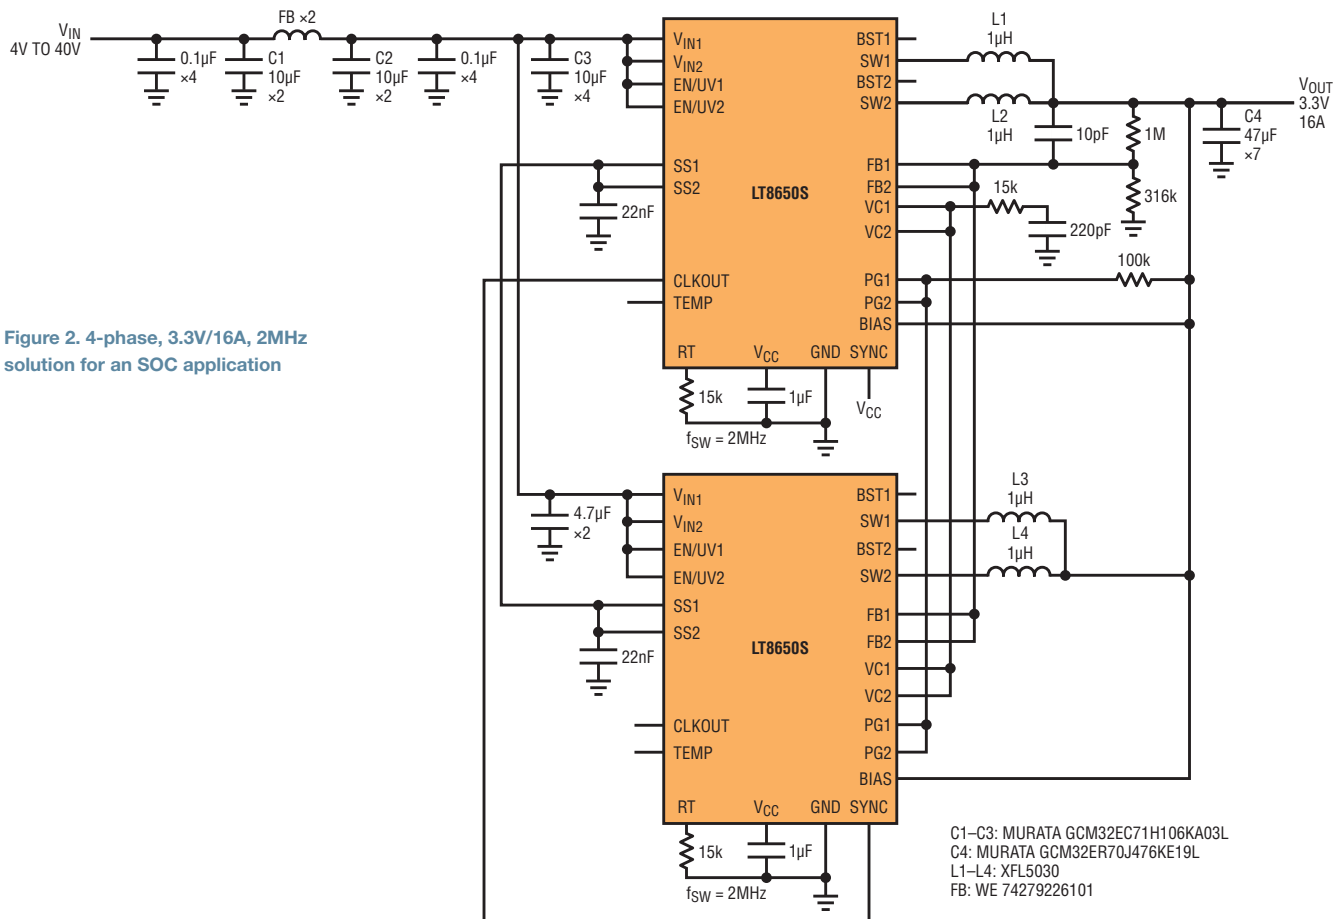 V_IN
4V TO 40V
FB ×2
0.1µF
×4
C1
10µF
×2
C2
10µF
×2
0.1µF
×4
C3
10µF
×4
V_IN1
V_IN2
EN/UV1
EN/UV2
SS1
SS2
22nF
CLKOUT
TEMP
RT
V_CC
GND
SYNC
LT8650S
BST1
SW1
BST2
SW2
FB1
FB2
VC1
VC2
PG1
PG2
BIAS
L1
1µH
L2
1µH
10pF
1M
316k
15k
220pF
100k
C4
47µF
×7
V_OUT
3.3V
16A
15k
1µF
V_CC
f_SW = 2MHz
Figure 2. 4-phase, 3.3V/16A, 2MHz
solution for an SOC application
4.7µF
×2
V_IN1
V_IN2
EN/UV1
EN/UV2
SS1
SS2
22nF
CLKOUT
TEMP
RT
V_CC
GND
SYNC
LT8650S
BST1
SW1
BST2
SW2
FB1
FB2
VC1
VC2
PG1
PG2
BIAS
L3
1µH
L4
1µH
15k
1µF
f_SW = 2MHz
C1–C3: MURATA GCM32EC71H106KA03L
C4: MURATA GCM32ER70J476KE19L
L1–L4: XFL5030
FB: WE 74279226101